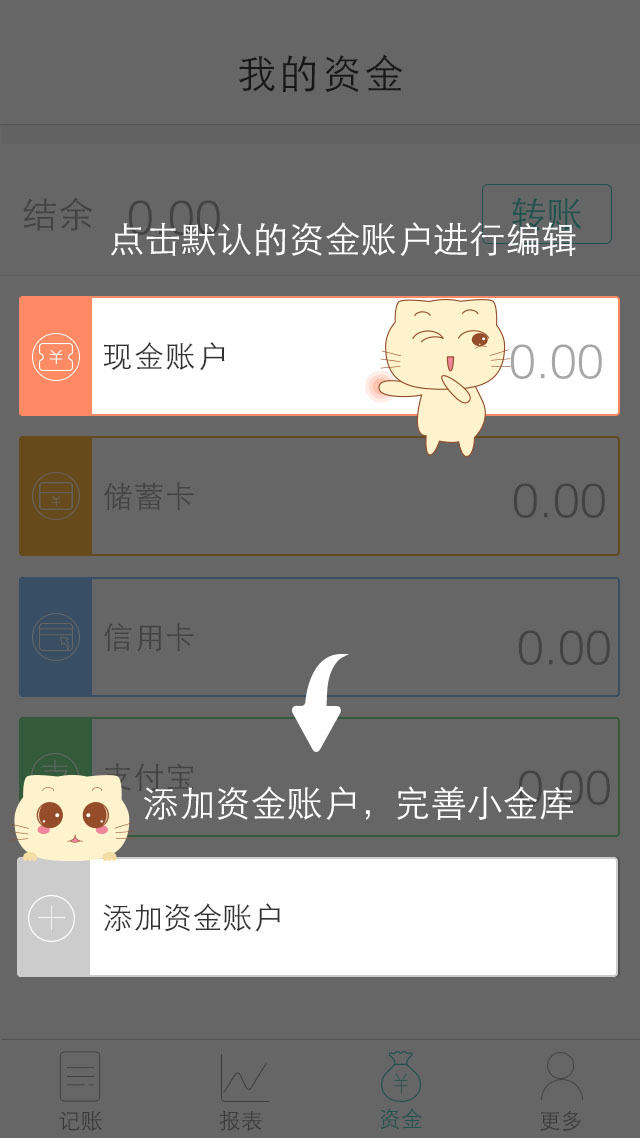 我的资金
结余 0.00 转账
点击默认的资金账户进行编辑
现金账户 0.00
储蓄卡 0.00
信用卡 0.00
支付宝 0.00
添加资金账户，完善小金库
添加资金账户
记账 报表 资金 更多